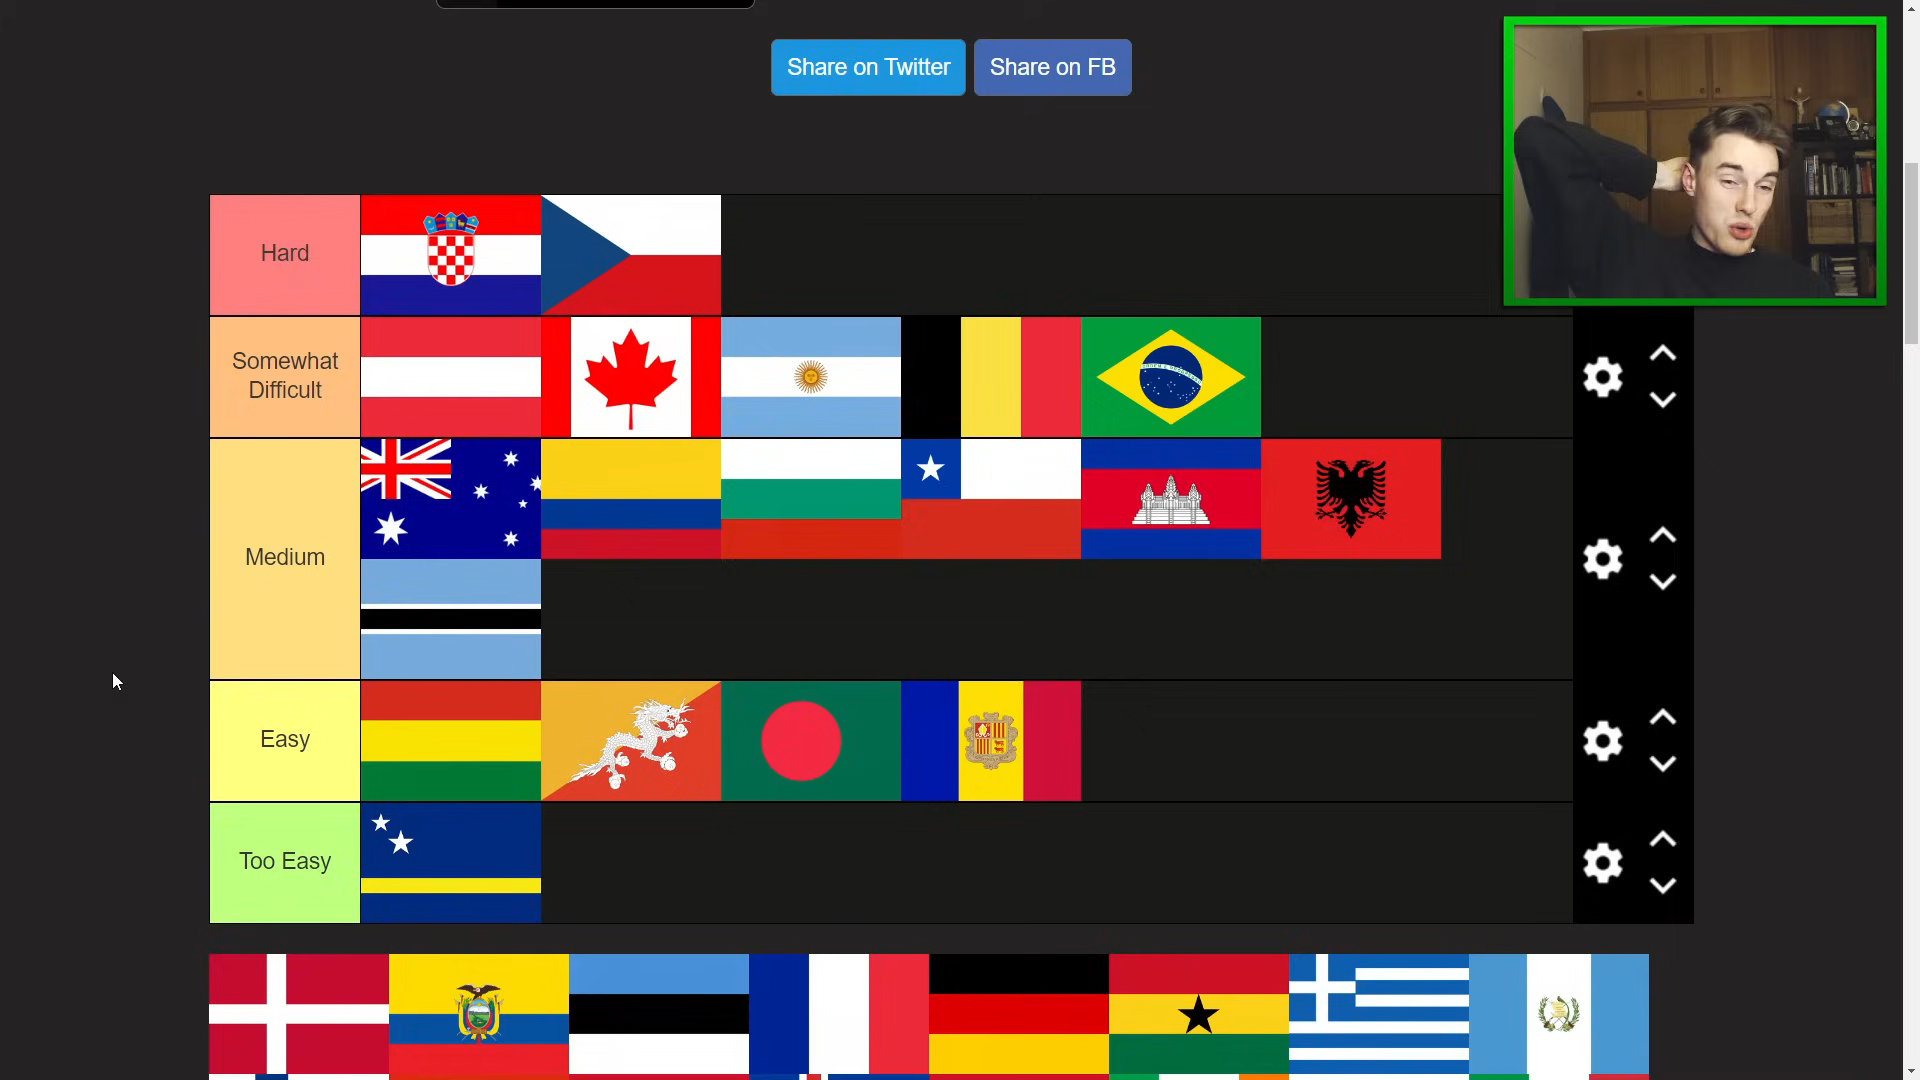 Share on Twitter
Share on FB
Hard
Somewhat
Difficult
Medium
Easy
Too Easy